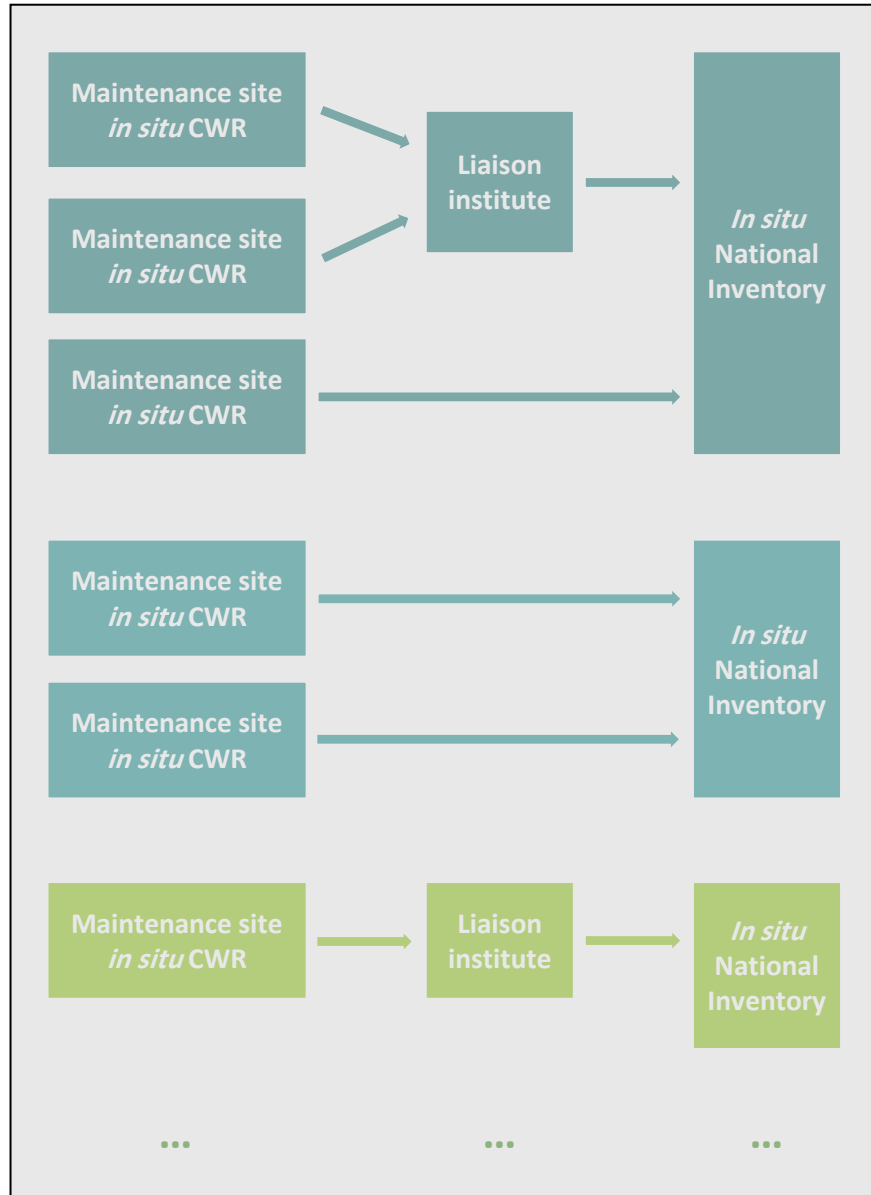 Maintenance site
in situ CWR
Liaison
institute
In situ
National
Inventory
Maintenance site
in situ CWR
Maintenance site
in situ CWR
Maintenance site
in situ CWR
In situ
National
Inventory
Maintenance site
in situ CWR
Maintenance site
in situ CWR
Liaison
institute
In situ
National
Inventory
... ... ...